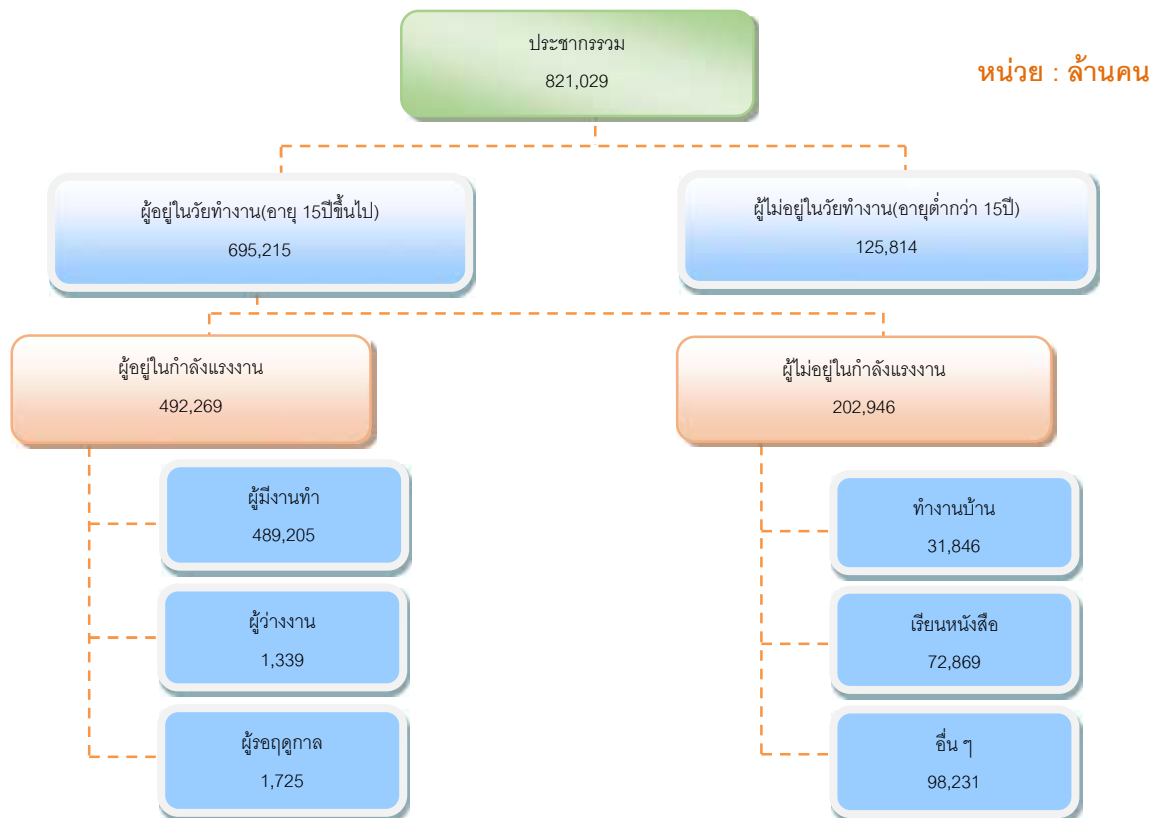 ประชากรรวม
821,029
หน่วย : ล้านคน
ผู้อยู่ในวัยทำงาน(อายุ 15ปีขึ้นไป)
695,215
ผู้ไม่อยู่ในวัยทำงาน(อายุต่ำกว่า 15ปี)
125,814
ผู้อยู่ในกำลังแรงงาน
492,269
ผู้ไม่อยู่ในกำลังแรงงาน
202,946
ผู้มีงานทำ
489,205
ผู้ว่างงาน
1,339
ผู้รอฤดูกาล
1,725
ทำงานบ้าน
31,846
เรียนหนังสือ
72,869
อื่น ๆ
98,231